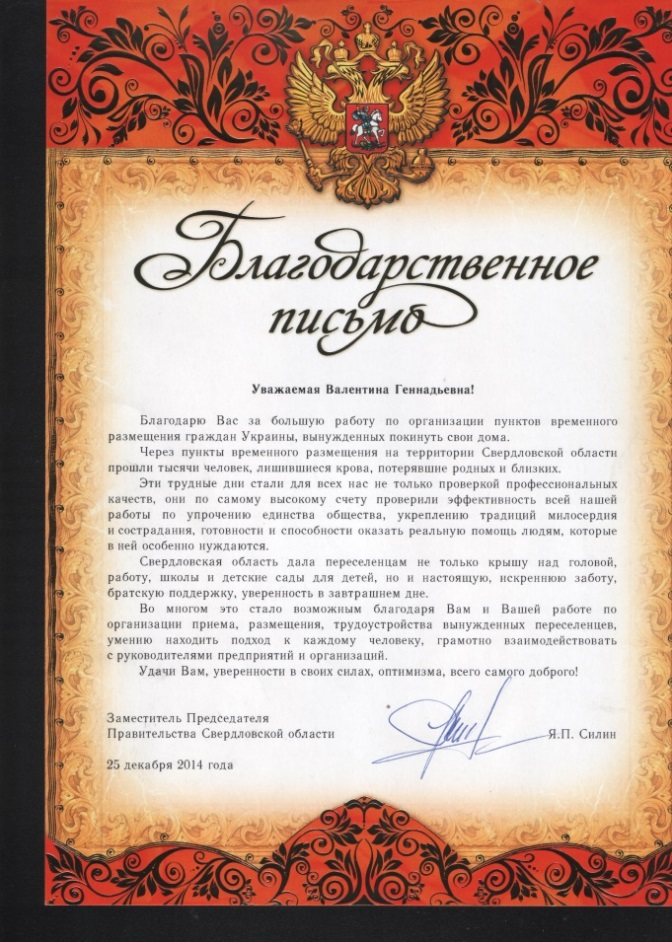 Благодарственное
письмо
Уважаемая Валентина Геннадьевна!
Благодарю Вас за большую работу по организации пунктов временного
размещения граждан Украины, вынужденных покинуть свои дома.
Через пункты временного размещения на территории Свердловской области
прошли тысячи человек, лишившиеся крова, потерявшие родных и близких.
Эти трудные дни стали для всех нас не только проверкой профессиональных
качеств, они по самому высокому счету проверили эффективность всей нашей
работы по упрочению единства общества, укреплению традиций милосердия
и сострадания, готовности и способности оказать реальную помощь людям, которые
в ней особенно нуждаются.
Свердловская область дала переселенцам не только крышу над головой,
работу, школы и детские сады для детей, но и настоящую, искреннюю заботу,
братскую поддержку, уверенность в завтрашнем дне.
Во многом это стало возможным благодаря Вам и Вашей работе по
организации приема, размещения, трудоустройства вынужденных переселенцев,
умению находить подход к каждому человеку, грамотно взаимодействовать
с руководителями предприятий и организаций.
Удачи Вам, уверенности в своих силах, оптимизма, всего самого доброго!
Заместитель Председателя
Правительства Свердловской области Я.П. Силин
25 декабря 2014 года